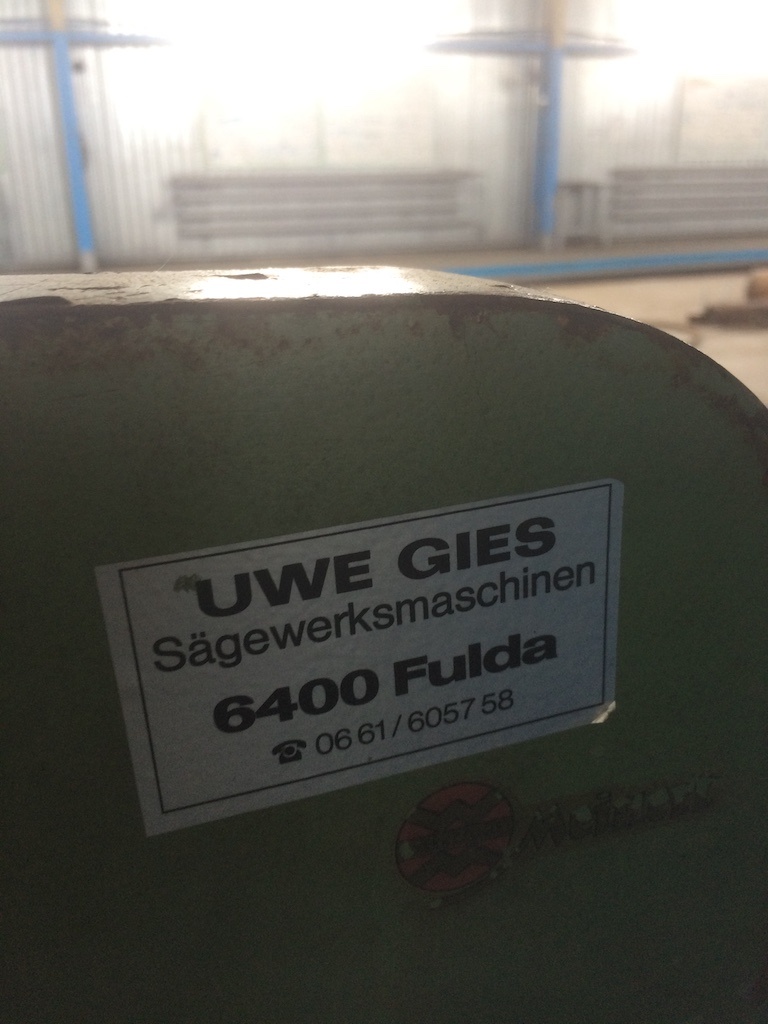 UWE GIES
Sägewerksmaschinen
6400 Fulda
☎ 06 61 / 6057 58